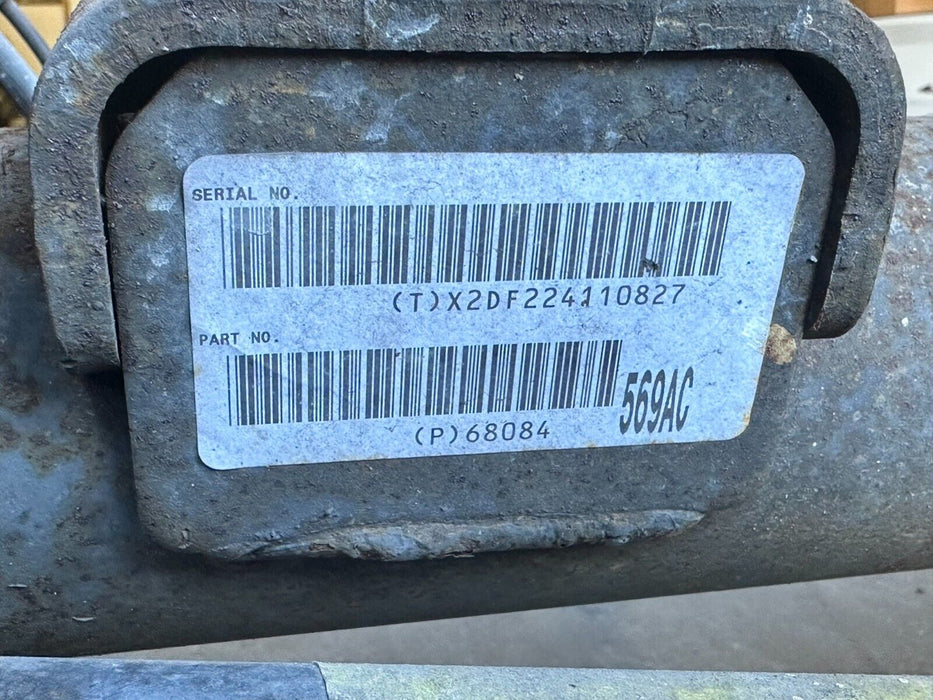 SERIAL NO.
(T)X2DF224110827
PART NO.
(P)68084 569AC